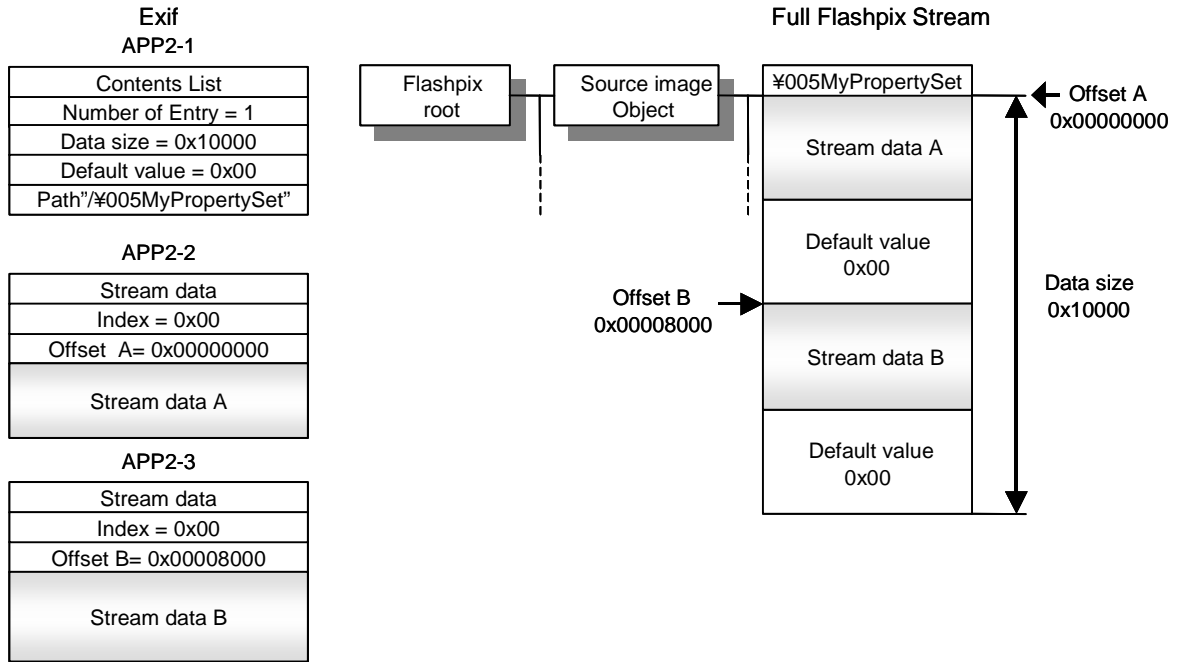 Exif
APP2-1
Contents List
Number of Entry = 1
Data size = 0x10000
Default value = 0x00
Path”/¥005MyPropertySet”
APP2-2
Stream data
Index = 0x00
Offset A= 0x00000000
Stream data A
APP2-3
Stream data
Index = 0x00
Offset B= 0x00008000
Stream data B
Full Flashpix Stream
Flashpix
root
Source image
Object
¥005MyPropertySet
Stream data A
Default value
0x00
Stream data B
Default value
0x00
Offset A
0x00000000
Offset B
0x00008000
Data size
0x10000